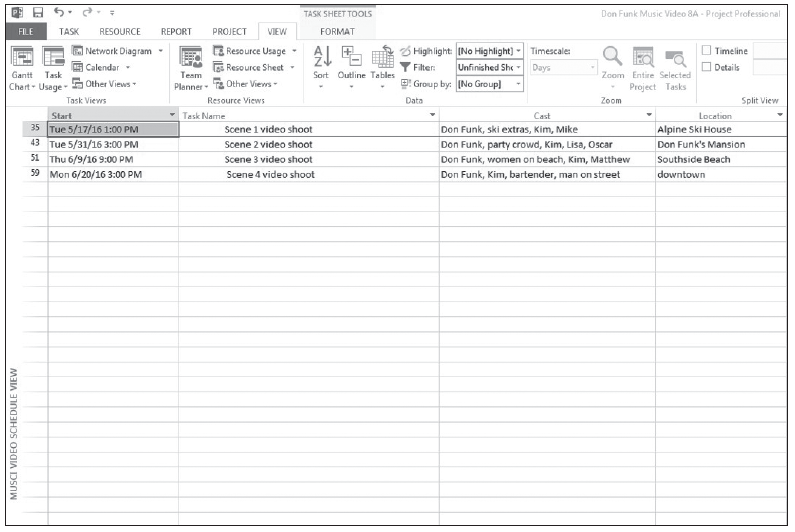 TASK SHEET TOOLS
Don Funk Music Video 8A - Project Professional
FILE TASK RESOURCE REPORT PROJECT VIEW FORMAT
Network Diagram Resource Usage Highlight: [No Highlight] Timescale: Timeline
Calendar Resource Sheet Filter: Unfinished Sho Days Details
Gantt Chart Task Usage Other Views Team Planner Other Views Sort Outline Tables Group by: [No Group] Zoom Entire Project Selected Tasks
Task Views Resource Views Data Zoom Split View
Start Task Name Cast Location
35 Tue 5/17/16 1:00 PM Scene 1 video shoot Don Funk, ski extras, Kim, Mike Alpine Ski House
43 Tue 5/31/16 3:00 PM Scene 2 video shoot Don Funk, party crowd, Kim, Lisa, Oscar Don Funk's Mansion
51 Thu 6/9/16 9:00 PM Scene 3 video shoot Don Funk, women on beach, Kim, Matthew Southside Beach
59 Mon 6/20/16 3:00 PM Scene 4 video shoot Don Funk, Kim, bartender, man on street downtown
MUSCI VIDEO SCHEDULE VIEW